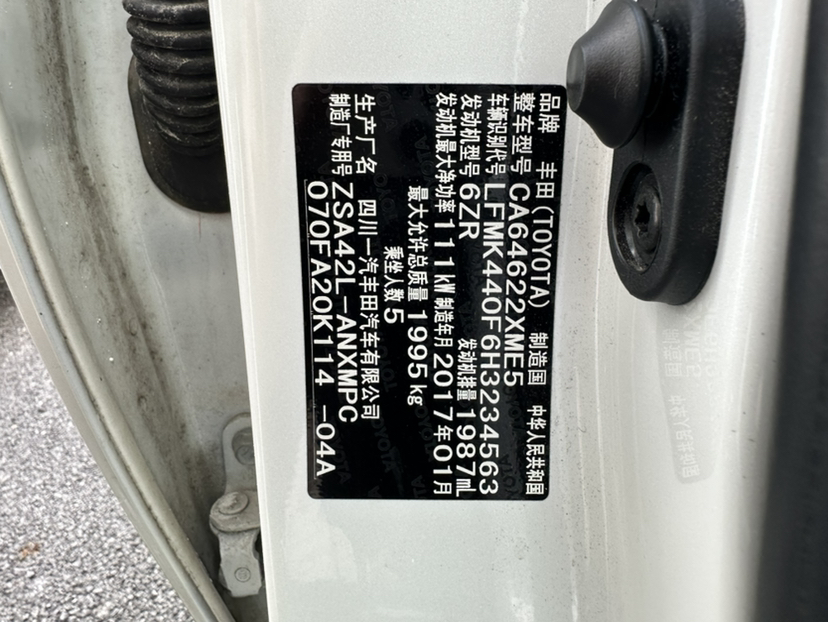 品牌 丰田(TOYOTA) 制造国 中华人民共和国
整车型号 CA64622XME5
车辆识别代号 LFMK440F6H3234563
发动机型号 6ZR 发动机排量 1987ml
发动机最大净功率 111kW 制造年月 2017年01月
最大允许总质量 1995kg
乘坐人数 5
生产厂名 四川一汽丰田汽车有限公司
制造厂专用号 ZSA42L-ANXMPC
070FA20K114-04A